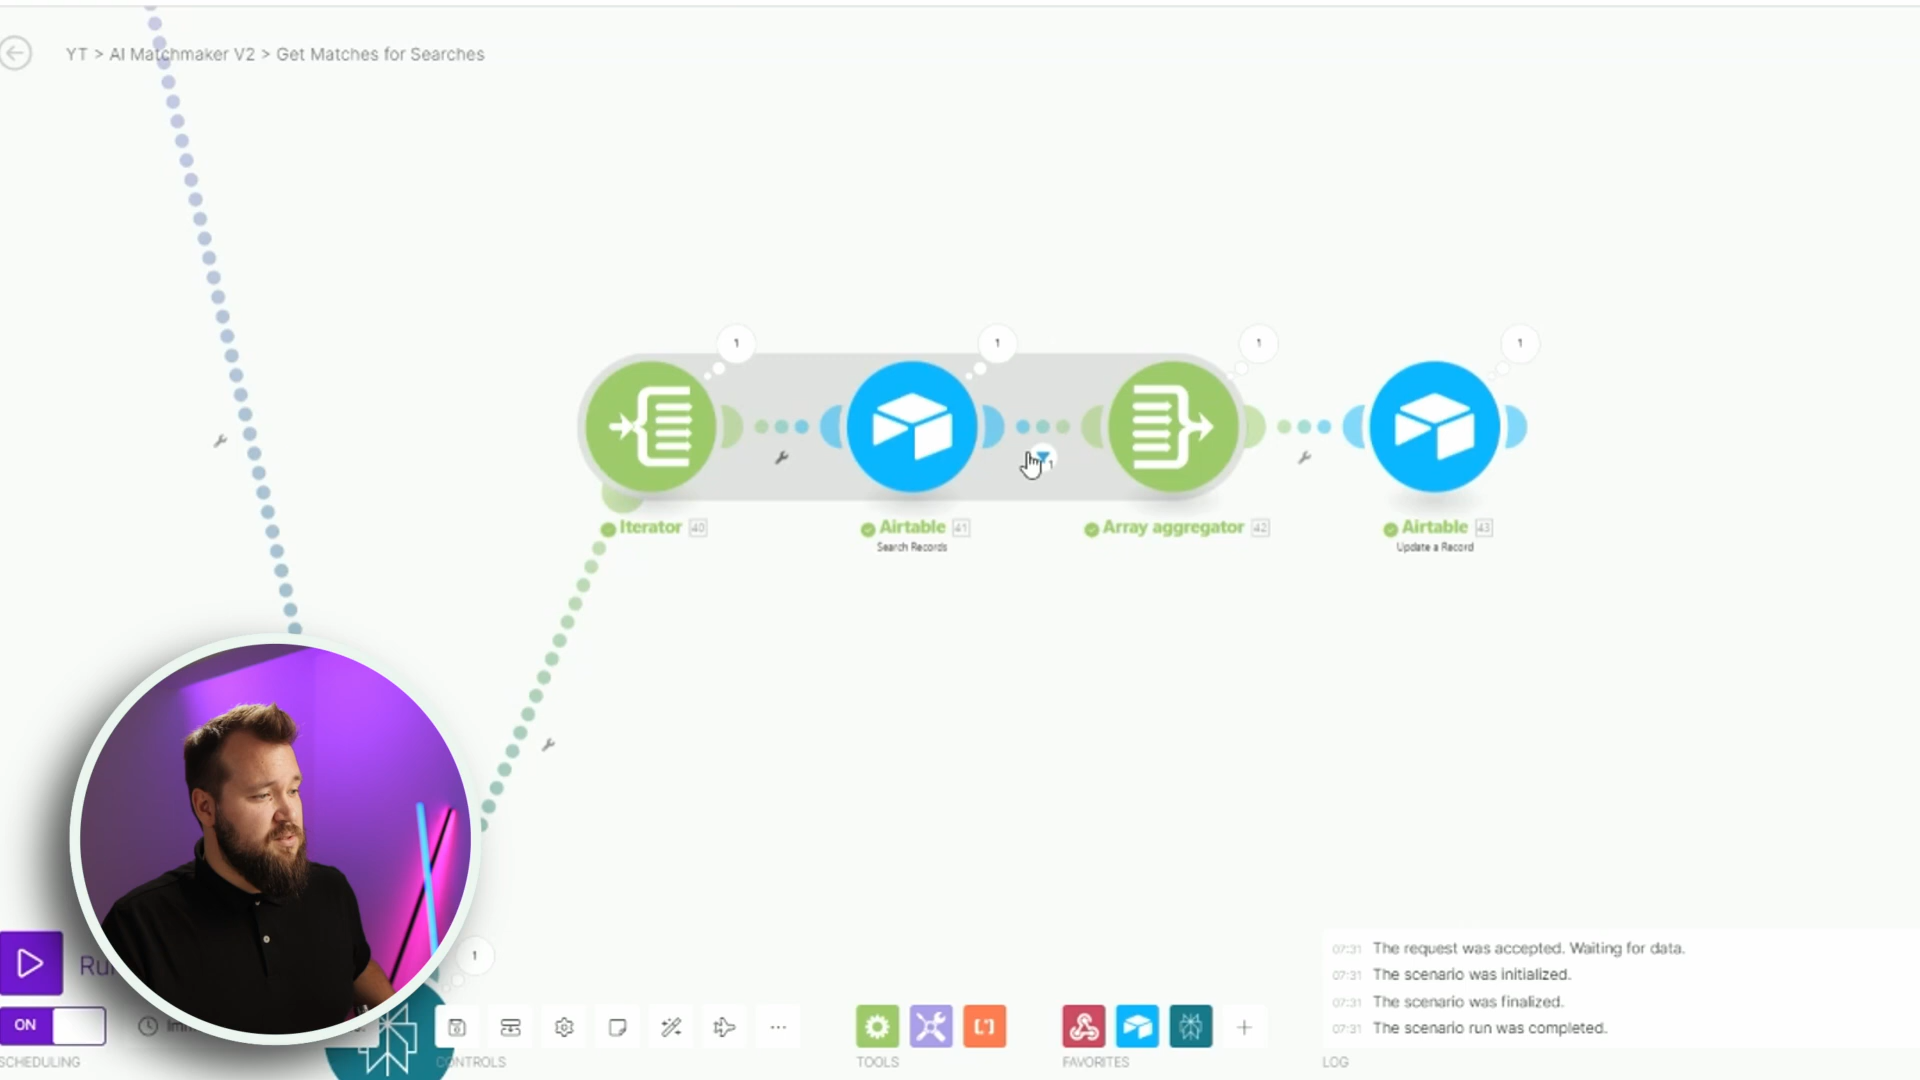 YT > AI Matchmaker V2 > Get Matches for Searches
1
1
1
1
1
Iterator 40
Airtable 41
Search Records
Array aggregator 42
Airtable 43
Update a Record
1
Ru
ON
SCHEDULING
CONTROLS
TOOLS
FAVORITES
LOG
07:31 The request was accepted. Waiting for data.
07:31 The scenario was initialized.
07:31 The scenario was finalized.
07:31 The scenario run was completed.